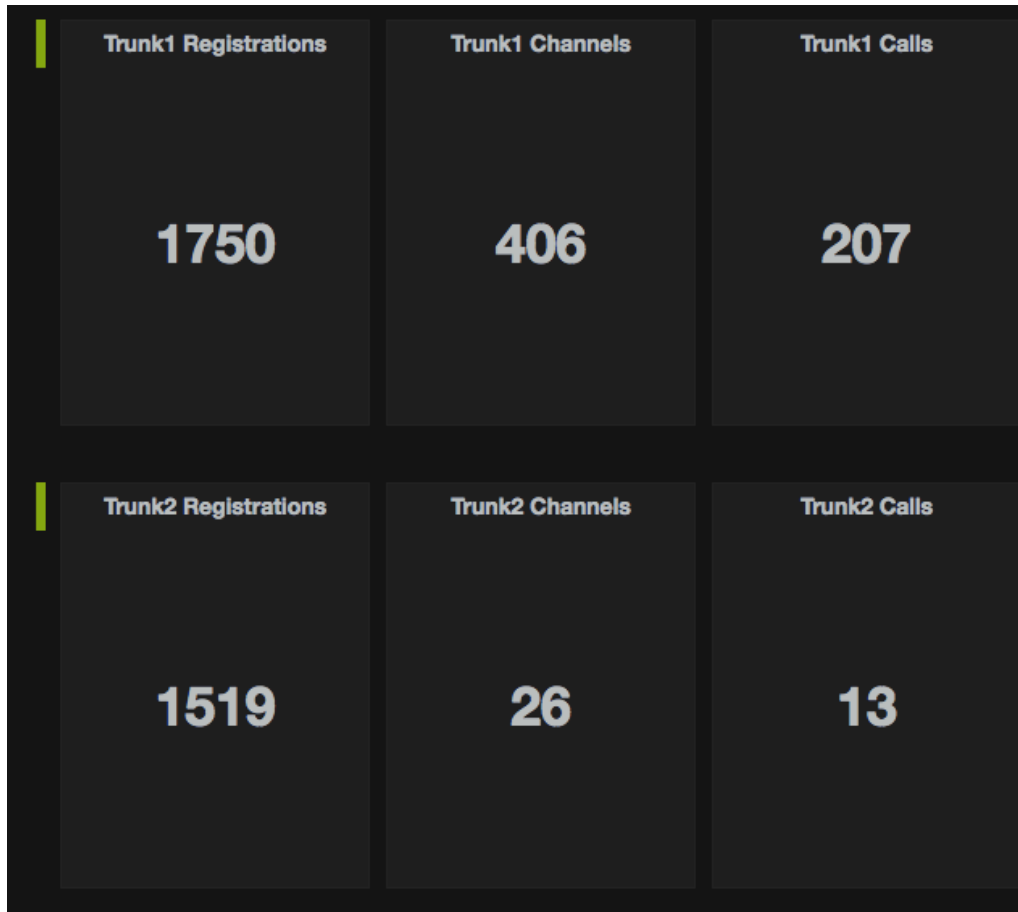 Trunk1 Registrations
Trunk1 Channels
Trunk1 Calls
1750
406
207
Trunk2 Registrations
Trunk2 Channels
Trunk2 Calls
1519
26
13